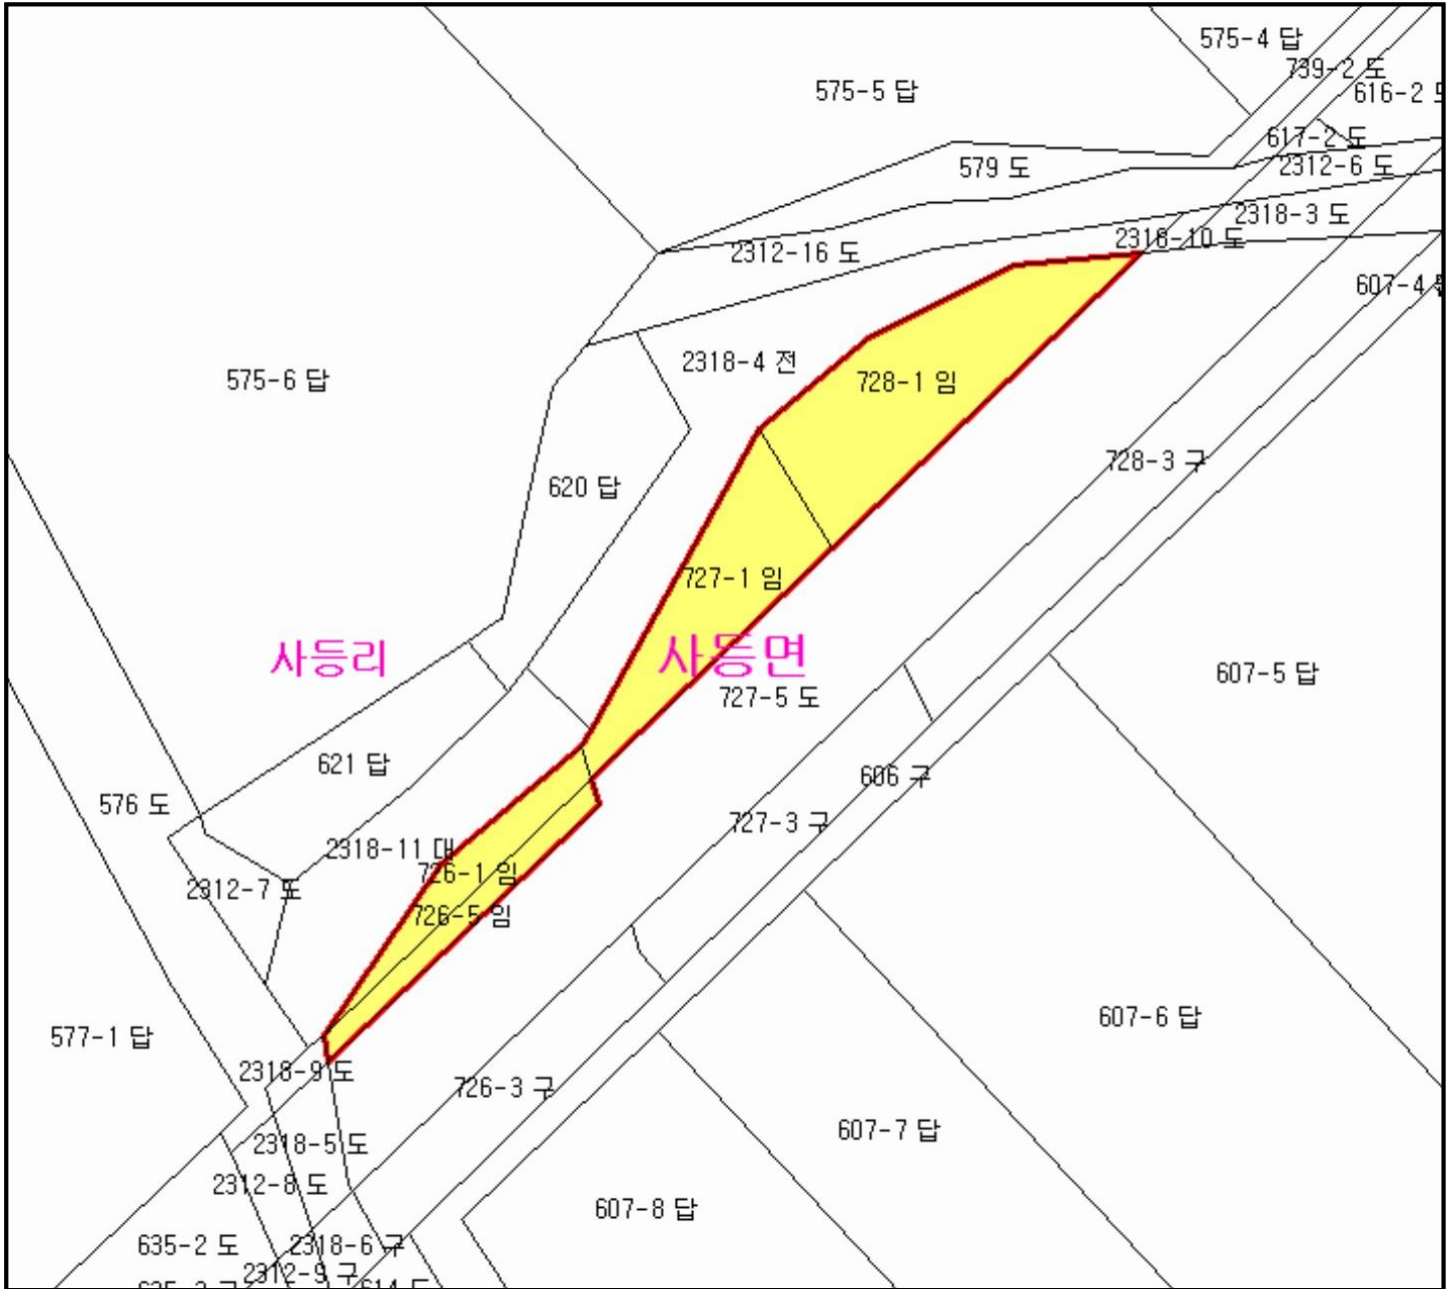 575-4 답
739-2 도
575-5 답
616-2
617-2 도
579 도
2312-6 도
2318-3 도
2318-10 도
2312-16 도
607-4
2318-4 전
575-6 답
728-1 임
728-3 구
620 답
727-1 임
사등리
사등면
607-5 답
727-5 도
621 답
606 구
576 도
727-3 구
2318-11 대
726-1 임
2312-7 도
726-5 임
607-6 답
577-1 답
2318-9 도
726-3 구
607-7 답
2318-5 도
2312-8 도
607-8 답
635-2 도
2318-6 구
2312-9 구